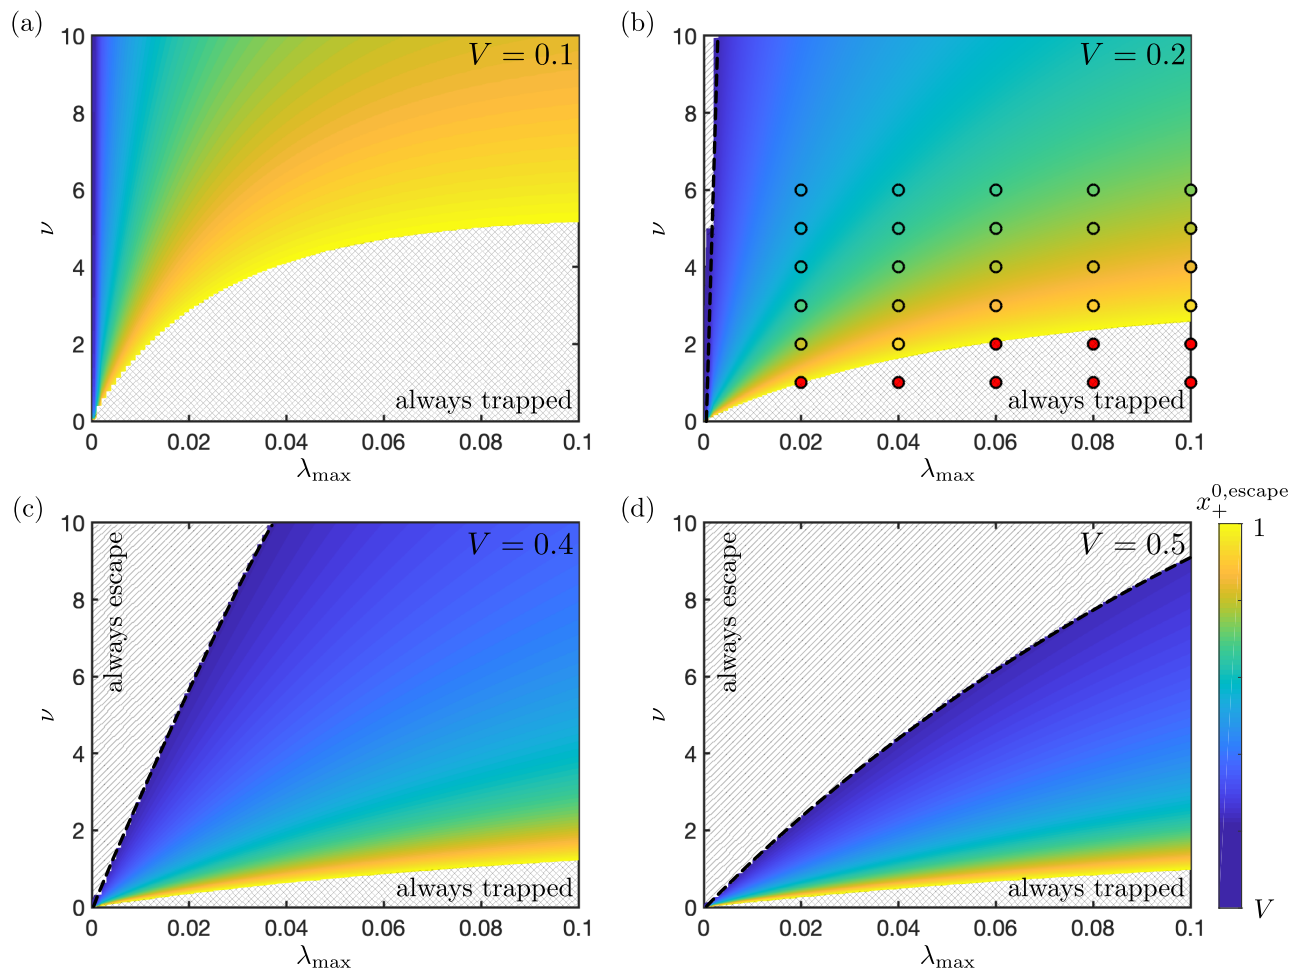 (a)
V = 0.1
10
8
6
4
2
0
ν
always trapped
0 0.02 0.04 0.06 0.08 0.1
λmax
(b)
V = 0.2
10
8
6
4
2
0
ν
always trapped
0 0.02 0.04 0.06 0.08 0.1
λmax
(c)
V = 0.4
always escape
10
8
6
4
2
0
ν
always trapped
0 0.02 0.04 0.06 0.08 0.1
λmax
(d)
V = 0.5
always escape
10
8
6
4
2
0
ν
always trapped
0 0.02 0.04 0.06 0.08 0.1
λmax
x+0,escape
1
V